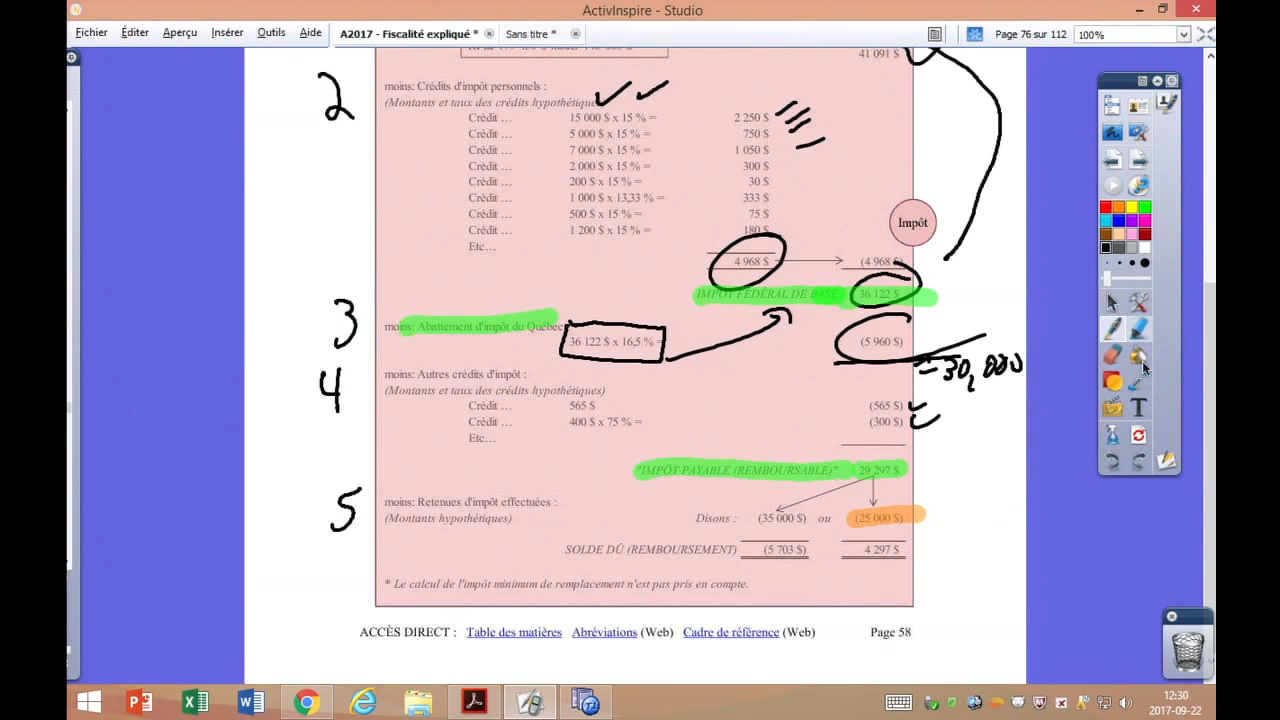 ActivInspire - Studio
Fichier Éditer Aperçu Insérer Outils Aide A2017 - Fiscalité expliqué * Sans titre * Page 76 sur 112 100%
41 091 $
2 moins: Crédits d'impôt personnels :
(Montants et taux des crédits hypothétique
Crédit … 15 000 $ x 15 % = 2 250 $
Crédit … 5 000 $ x 15 % = 750 $
Crédit … 7 000 $ x 15 % = 1 050 $
Crédit … 2 000 $ x 15 % = 300 $
Crédit … 200 $ x 15 % = 30 $
Crédit … 1 000 $ x 13,33 % = 333 $
Crédit … 500 $ x 15 % = 75 $
Crédit … 1 200 $ x 15 % = 180 $
Impôt
Etc…
4 968 $ (4 968 $)
IMPÔT FÉDÉRAL DE BASE 36 122 $
3 moins: Abattement d'impôt du Québec
36 122 $ x 16,5 % = (5 960 $)
= 30,000
4 moins: Autres crédits d'impôt :
(Montants et taux des crédits hypothétiques)
Crédit … 565 $ (565 $)
Crédit … 400 $ x 75 % = (300 $)
Etc…
"IMPÔT PAYABLE (REMBOURSABLE)" 29 297 $
5 moins: Retenues d'impôt effectuées :
(Montants hypothétiques) Disons : (35 000 $) ou (25 000 $)
SOLDE DÛ (REMBOURSEMENT) (5 703 $) 4 297 $
* Le calcul de l'impôt minimum de remplacement n'est pas pris en compte.
ACCÈS DIRECT : Table des matières Abréviations (Web) Cadre de référence (Web) Page 58
12:30
2017-09-22